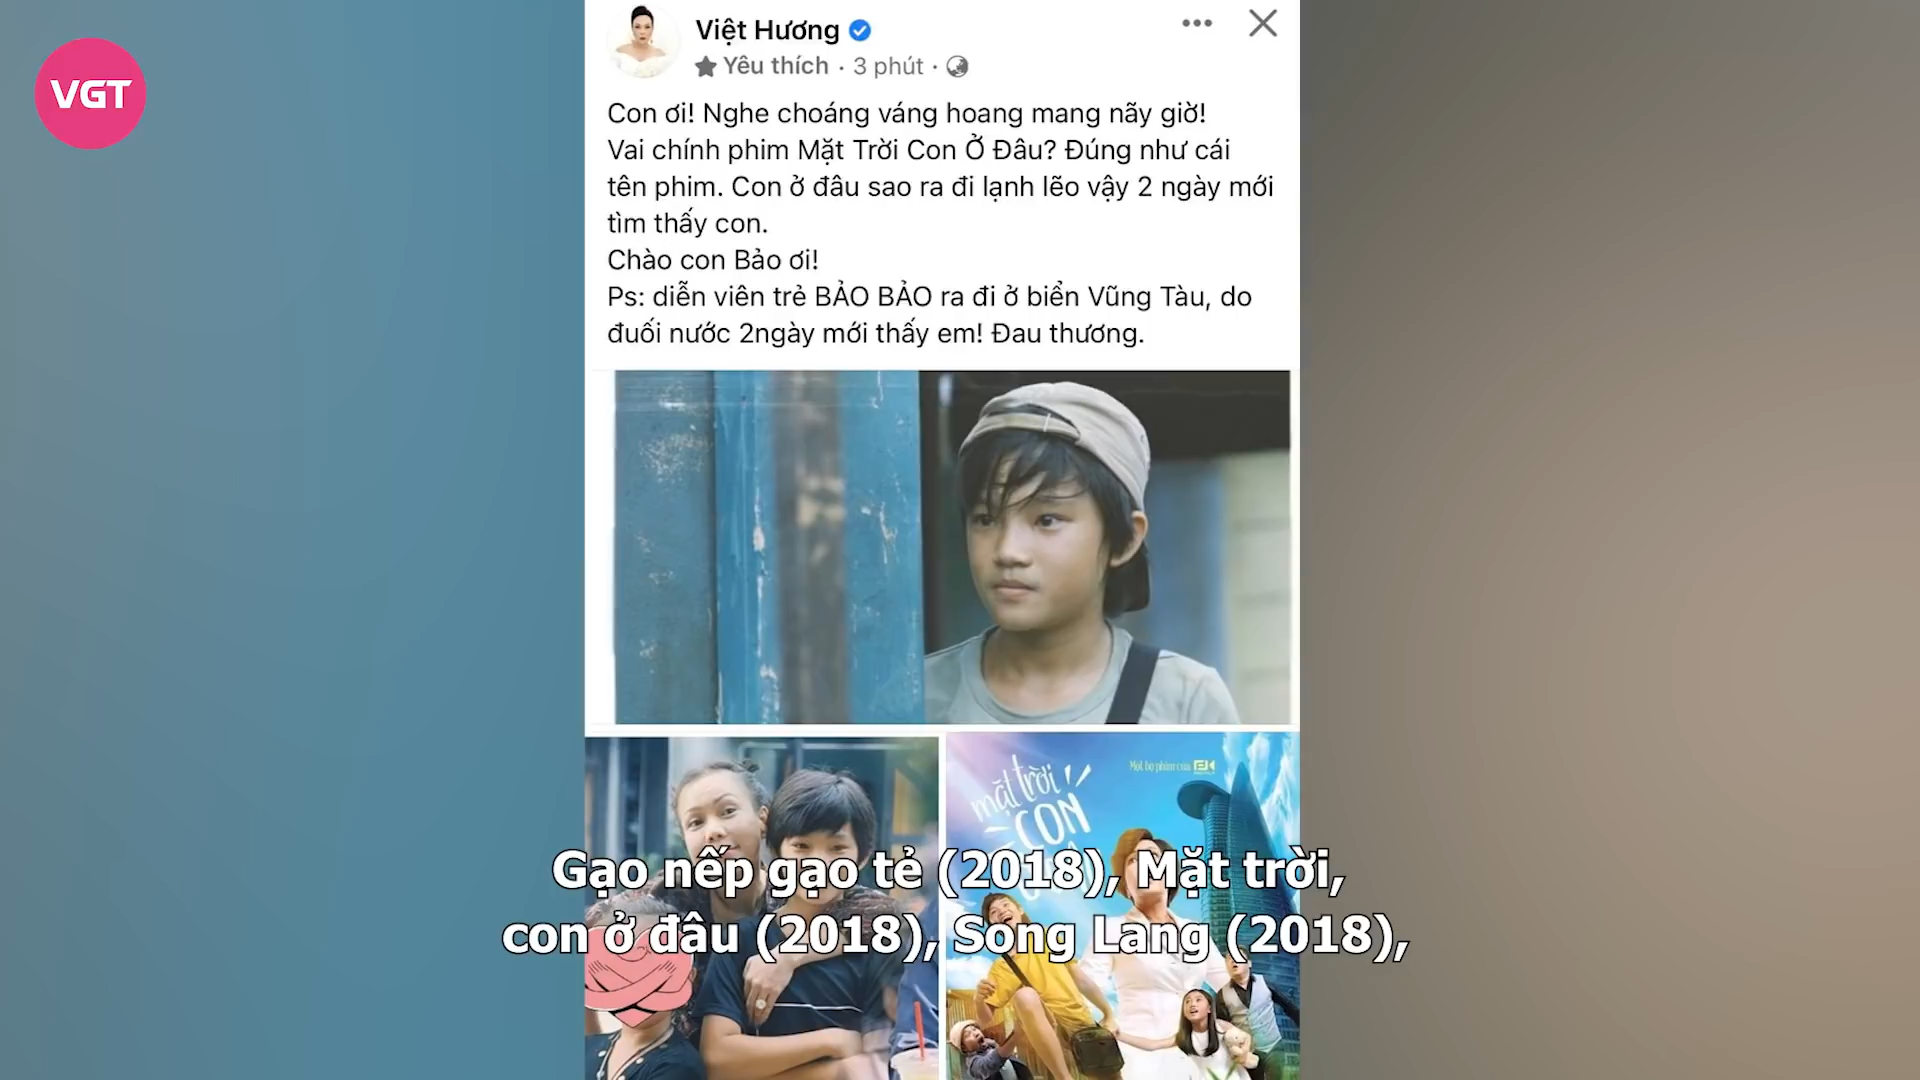 VGT
Việt Hương
Yêu thích · 3 phút ·
Con ơi! Nghe choáng váng hoang mang nãy giờ!
Vai chính phim Mặt Trời Con Ở Đâu? Đúng như cái
tên phim. Con ở đâu sao ra đi lạnh lẽo vậy 2 ngày mới
tìm thấy con.
Chào con Bảo ơi!
Ps: diễn viên trẻ BẢO BẢO ra đi ở biển Vũng Tàu, do
đuối nước 2ngày mới thấy em! Đau thương.
Một bộ phim của
mặt trời
CON
Gạo nếp gạo tẻ (2018), Mặt trời,
con ở đâu (2018), Song Lang (2018),